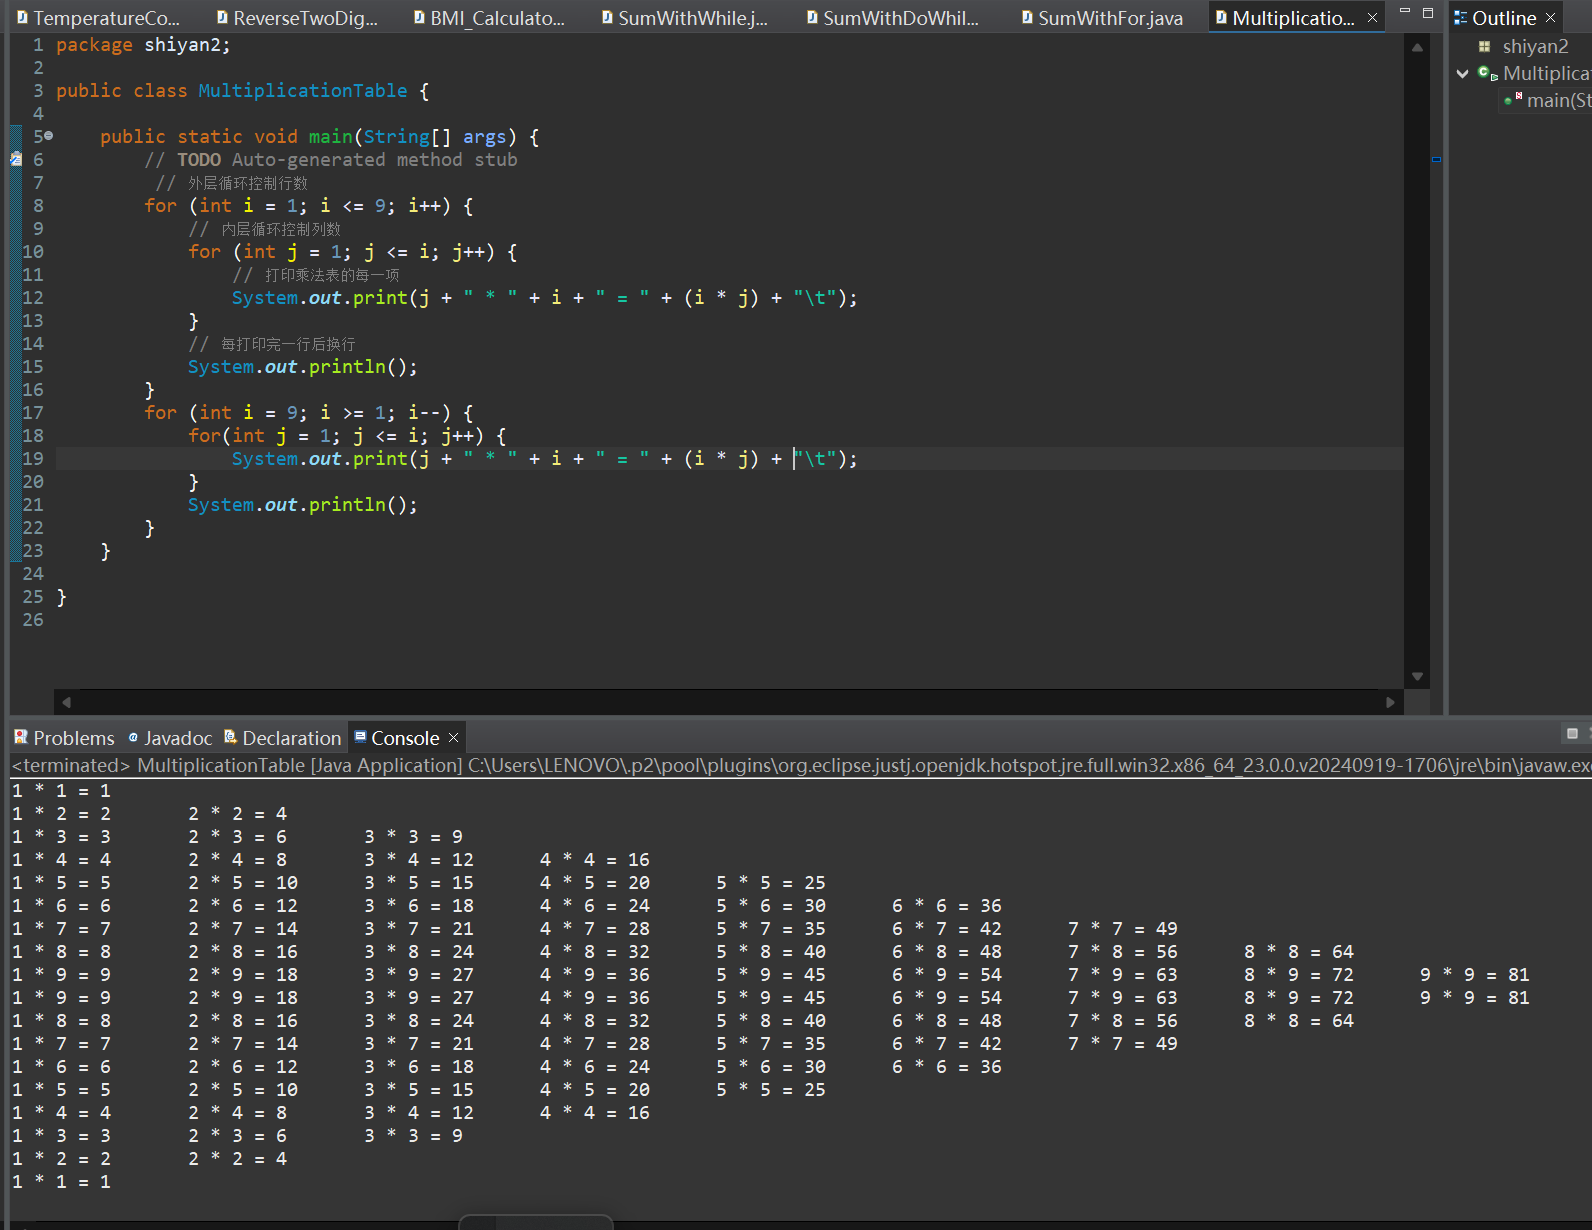 TemperatureCo... ReverseTwoDig... BMI_Calculato... SumWithWhile.j... SumWithDoWhil... SumWithFor.java Multiplicatio...
1 package shiyan2;
2
3 public class MultiplicationTable {
4
5 public static void main(String[] args) {
6 // TODO Auto-generated method stub
7 // 外层循环控制行数
8 for (int i = 1; i <= 9; i++) {
9 // 内层循环控制列数
10 for (int j = 1; j <= i; j++) {
11 // 打印乘法表的每一项
12 System.out.print(j + " * " + i + " = " + (i * j) + "\t");
13 }
14 // 每打印完一行后换行
15 System.out.println();
16 }
17 for (int i = 9; i >= 1; i--) {
18 for(int j = 1; j <= i; j++) {
19 System.out.print(j + " * " + i + " = " + (i * j) + "\t");
20 }
21 System.out.println();
22 }
23 }
24
25 }
26
Outline
shiyan2
Multiplica
main(St
Problems Javadoc Declaration Console
<terminated> MultiplicationTable [Java Application] C:\Users\LENOVO\.p2\pool\plugins\org.eclipse.justj.openjdk.hotspot.jre.full.win32.x86_64_23.0.0.v20240919-1706\jre\bin\javaw.exe
1 * 1 = 1
1 * 2 = 2 2 * 2 = 4
1 * 3 = 3 2 * 3 = 6 3 * 3 = 9
1 * 4 = 4 2 * 4 = 8 3 * 4 = 12 4 * 4 = 16
1 * 5 = 5 2 * 5 = 10 3 * 5 = 15 4 * 5 = 20 5 * 5 = 25
1 * 6 = 6 2 * 6 = 12 3 * 6 = 18 4 * 6 = 24 5 * 6 = 30 6 * 6 = 36
1 * 7 = 7 2 * 7 = 14 3 * 7 = 21 4 * 7 = 28 5 * 7 = 35 6 * 7 = 42 7 * 7 = 49
1 * 8 = 8 2 * 8 = 16 3 * 8 = 24 4 * 8 = 32 5 * 8 = 40 6 * 8 = 48 7 * 8 = 56 8 * 8 = 64
1 * 9 = 9 2 * 9 = 18 3 * 9 = 27 4 * 9 = 36 5 * 9 = 45 6 * 9 = 54 7 * 9 = 63 8 * 9 = 72 9 * 9 = 81
1 * 9 = 9 2 * 9 = 18 3 * 9 = 27 4 * 9 = 36 5 * 9 = 45 6 * 9 = 54 7 * 9 = 63 8 * 9 = 72 9 * 9 = 81
1 * 8 = 8 2 * 8 = 16 3 * 8 = 24 4 * 8 = 32 5 * 8 = 40 6 * 8 = 48 7 * 8 = 56 8 * 8 = 64
1 * 7 = 7 2 * 7 = 14 3 * 7 = 21 4 * 7 = 28 5 * 7 = 35 6 * 7 = 42 7 * 7 = 49
1 * 6 = 6 2 * 6 = 12 3 * 6 = 18 4 * 6 = 24 5 * 6 = 30 6 * 6 = 36
1 * 5 = 5 2 * 5 = 10 3 * 5 = 15 4 * 5 = 20 5 * 5 = 25
1 * 4 = 4 2 * 4 = 8 3 * 4 = 12 4 * 4 = 16
1 * 3 = 3 2 * 3 = 6 3 * 3 = 9
1 * 2 = 2 2 * 2 = 4
1 * 1 = 1